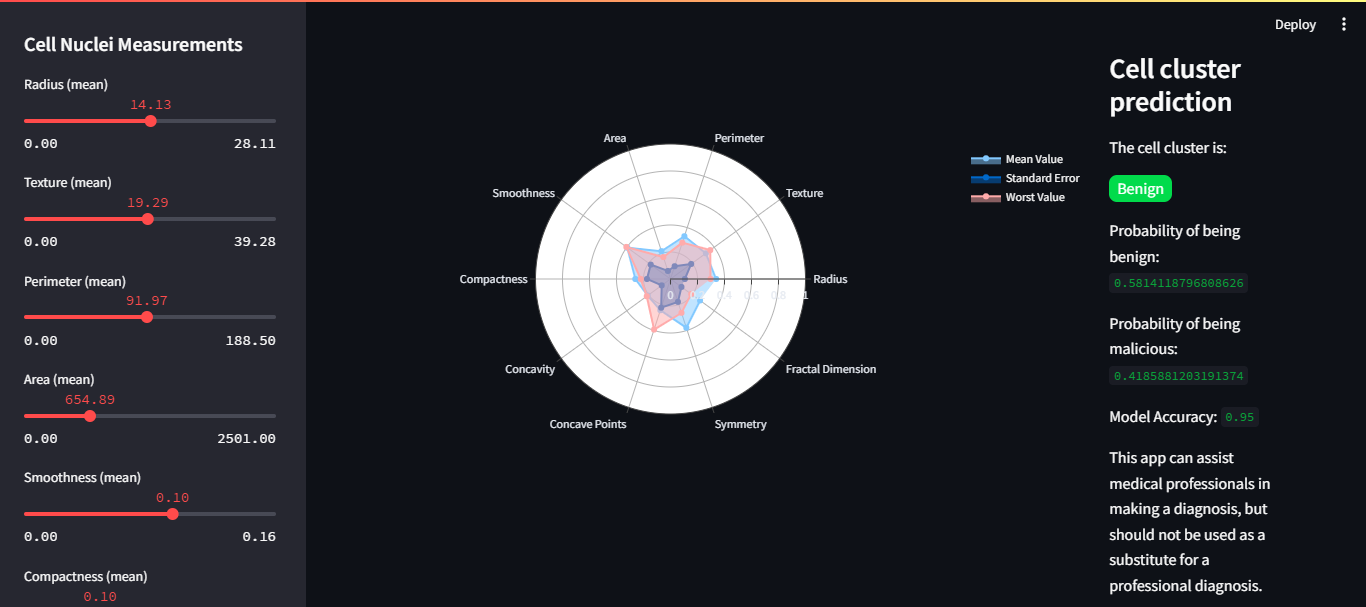 Deploy
Cell Nuclei Measurements
Radius (mean)
14.13
0.00 28.11
Texture (mean)
19.29
0.00 39.28
Perimeter (mean)
91.97
0.00 188.50
Area (mean)
654.89
0.00 2501.00
Smoothness (mean)
0.10
0.00 0.16
Compactness (mean)
0.10
Area Perimeter
Smoothness Texture
Compactness Radius
0 0.4 0.6 0.8 1
Concavity Fractal Dimension
Concave Points Symmetry
Mean Value
Standard Error
Worst Value
Cell cluster
prediction
The cell cluster is:
Benign
Probability of being
benign:
0.5814118796808626
Probability of being
malicious:
0.4185881203191374
Model Accuracy: 0.95
This app can assist
medical professionals in
making a diagnosis, but
should not be used as a
substitute for a
professional diagnosis.